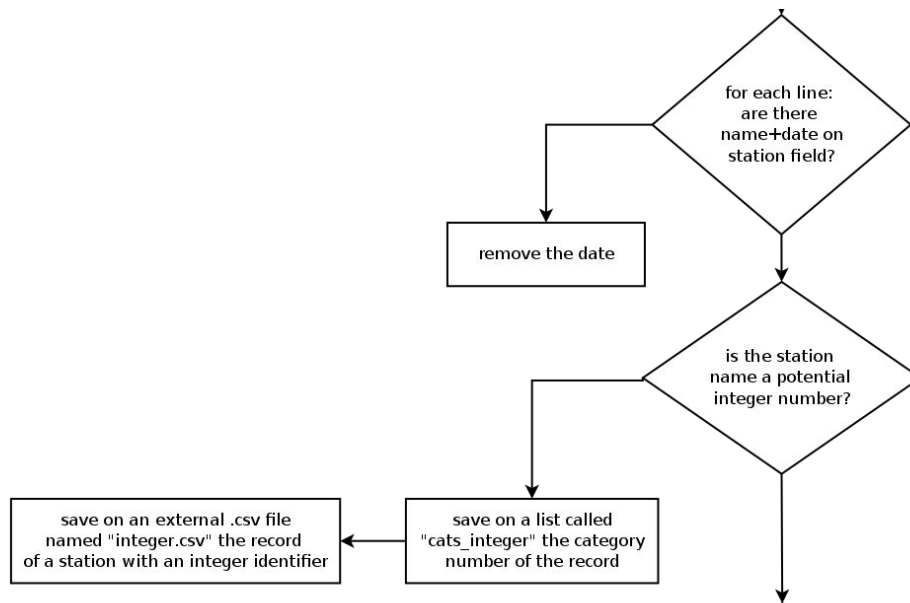 for each line:
are there
name+date on
station field?
remove the date
is the station
name a potential
integer number?
save on an external .csv file
named "integer.csv" the record
of a station with an integer identifier
save on a list called
"cats_integer" the category
number of the record